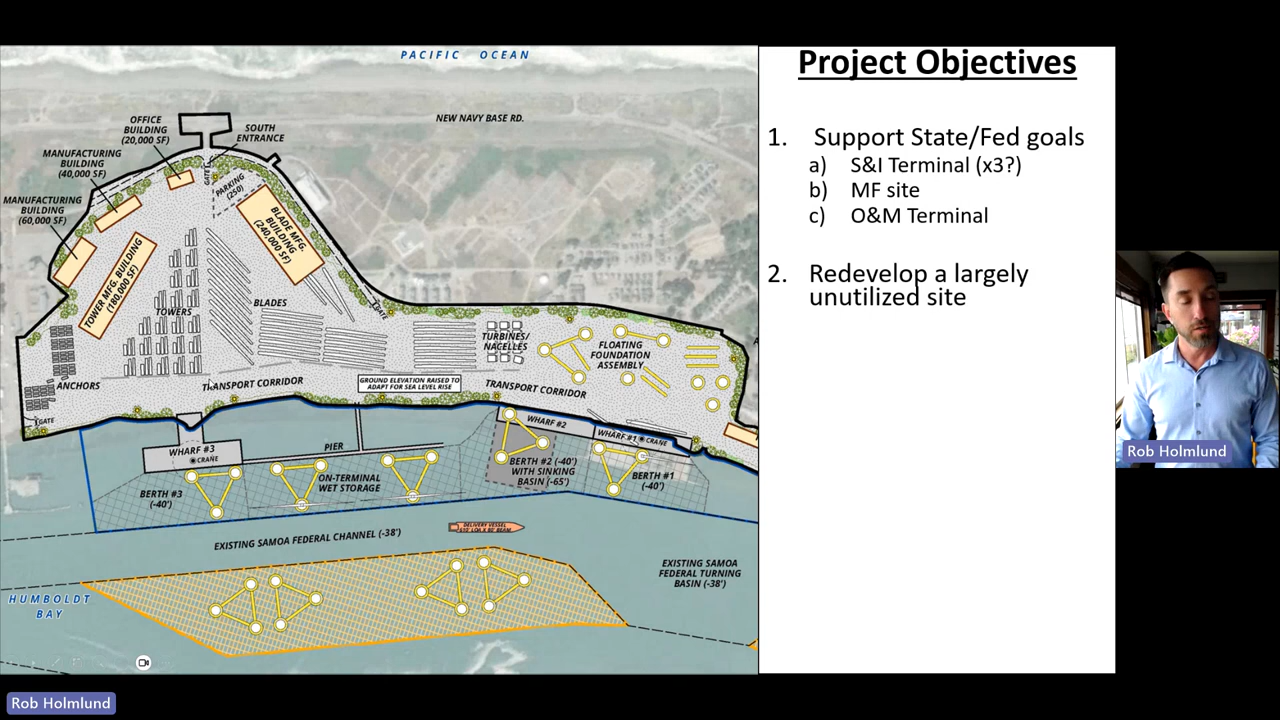 PACIFIC OCEAN
NEW NAVY BASE RD.
OFFICE
BUILDING
(20,000 SF)
SOUTH
ENTRANCE
GATE
MANUFACTURING
BUILDING
(40,000 SF)
PARKING
(250)
MANUFACTURING
BUILDING
(60,000 SF)
BLADE MFG.
BUILDING
(240,000 SF)
TOWER MFG. BUILDING
(180,000 SF)
TOWERS
BLADES
GATE
TURBINES/
NACELLES
FLOATING
FOUNDATION
ASSEMBLY
ANCHORS
TRANSPORT CORRIDOR
GROUND ELEVATION RAISED TO
ADAPT FOR SEA LEVEL RISE
TRANSPORT CORRIDOR
GATE
WHARF #3
CRANE
PIER
WHARF #2
WHARF #1
CRANE
BERTH #3
(-40')
ON-TERMINAL
WET STORAGE
BERTH #2 (-40')
WITH SINKING
BASIN (-65')
BERTH #1
(-40')
DELIVERY VESSEL
EXISTING SAMOA FEDERAL CHANNEL (-38')
EXISTING SAMOA
FEDERAL TURNING
BASIN (-38')
HUMBOLDT
BAY
Project Objectives
1. Support State/Fed goals
a) S&I Terminal (x3?)
b) MF site
c) O&M Terminal
2. Redevelop a largely
unutilized site
Rob Holmlund
Rob Holmlund